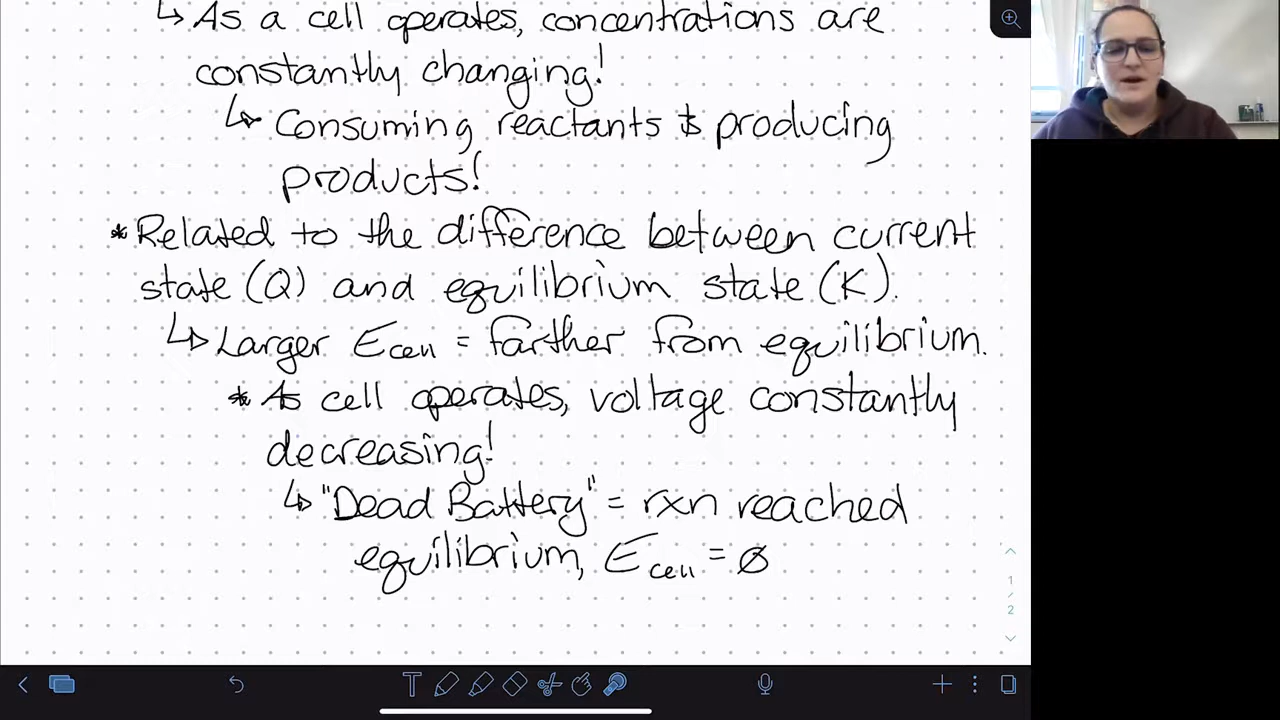 ↳ As a cell operates, concentrations are
constantly changing!
↳ Consuming reactants & producing
products!
* Related to the difference between current
state (Q) and equilibrium state (K).
↳ Larger Ecell = farther from equilibrium.
* As cell operates, voltage constantly
decreasing!
↳ "Dead Battery" = rxn reached
equilibrium, Ecell = Ø
1
/
2
T